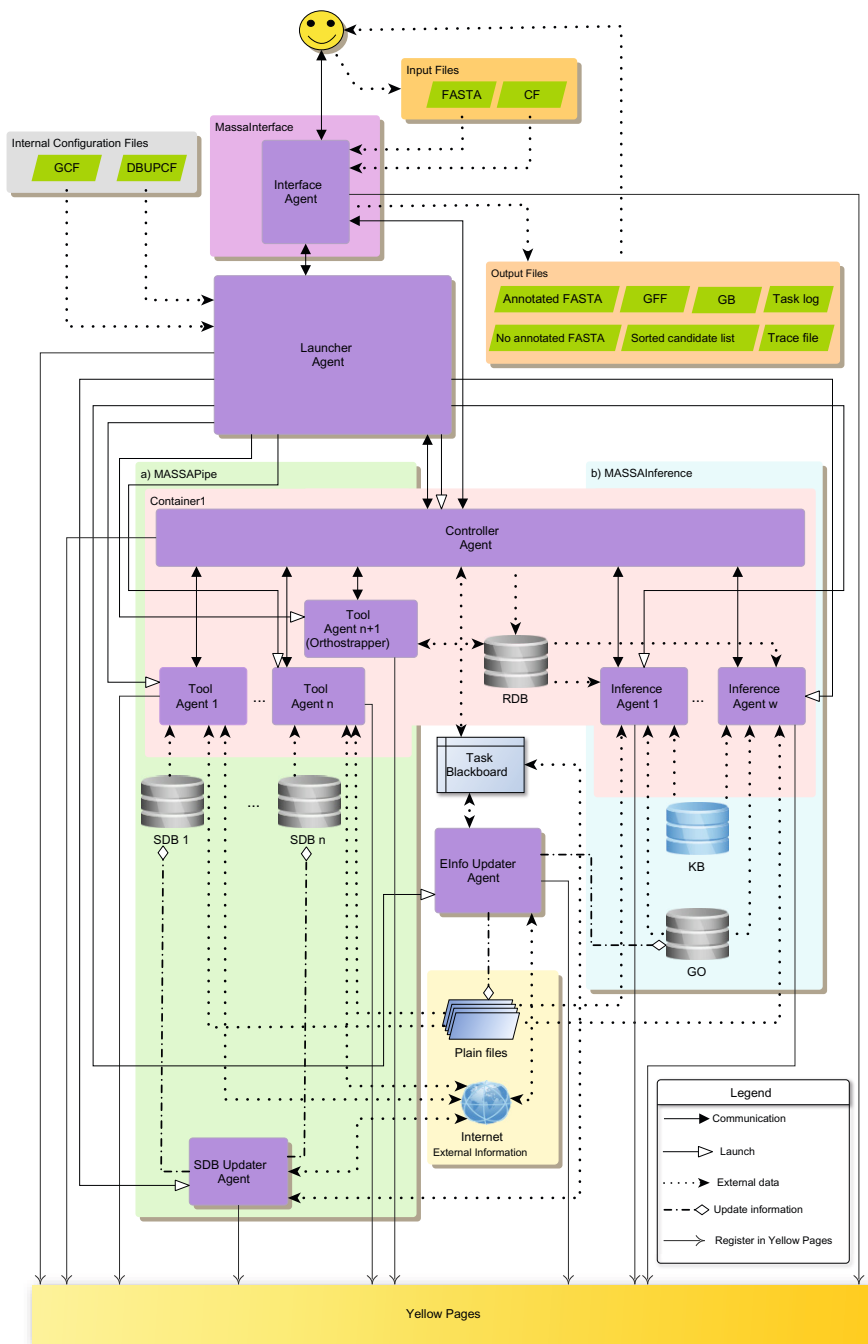 Input Files
FASTA
CF
MassaInterface
Internal Configuration Files
GCF
DBUPCF
Interface
Agent
Output Files
Annotated FASTA
GFF
GB
Task log
No annotated FASTA
Sorted candidate list
Trace file
Launcher
Agent
a) MASSAPipe
b) MASSAInference
Container1
Controller
Agent
Tool
Agent n+1
(Orthostrapper)
RDB
Tool
Agent 1
...
Tool
Agent n
Inference
Agent 1
...
Inference
Agent w
Task
Blackboard
SDB 1
...
SDB n
KB
EInfo Updater
Agent
GO
Plain files
Internet
External Information
SDB Updater
Agent
Legend
Communication
Launch
External data
Update information
Register in Yellow Pages
Yellow Pages